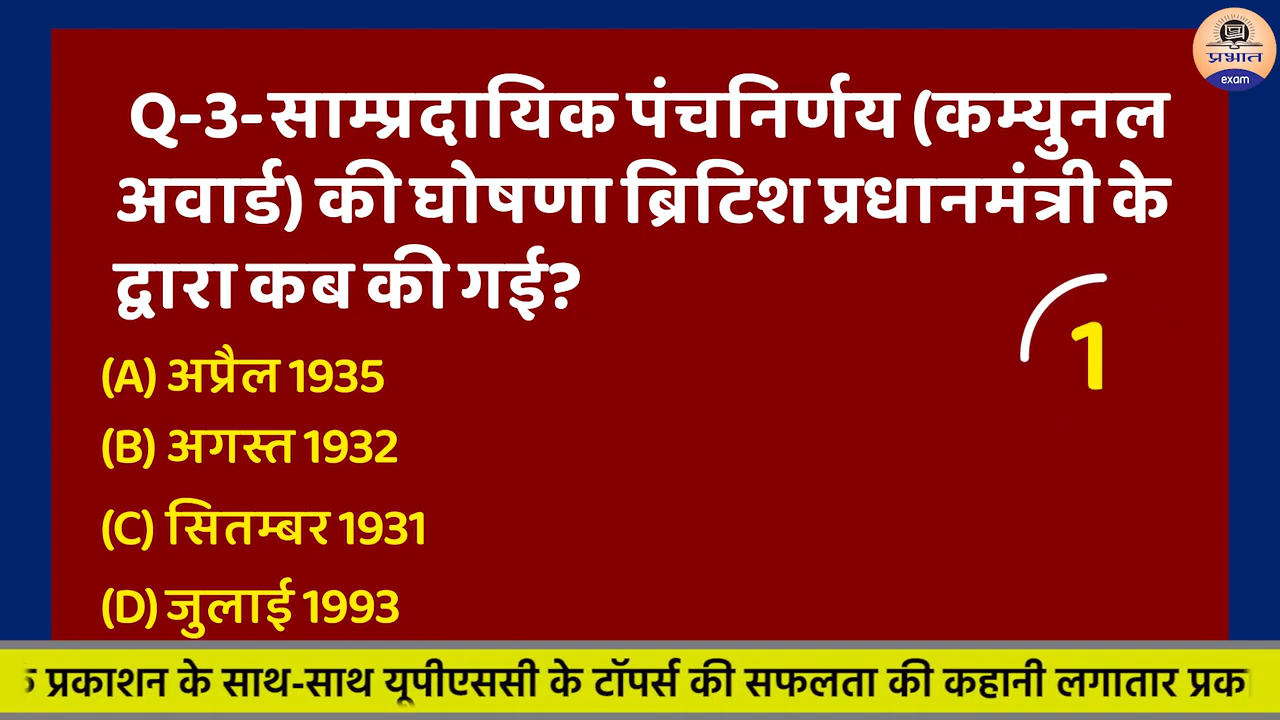 प्रभात
exam
Q-3-साम्प्रदायिक पंचनिर्णय (कम्युनल
अवार्ड) की घोषणा ब्रिटिश प्रधानमंत्री के
द्वारा कब की गई?
1
(A) अप्रैल 1935
(B) अगस्त 1932
(C) सितम्बर 1931
(D) जुलाई 1993
प्रकाशन के साथ-साथ यूपीएससी के टॉपर्स की सफलता की कहानी लगातार प्रक